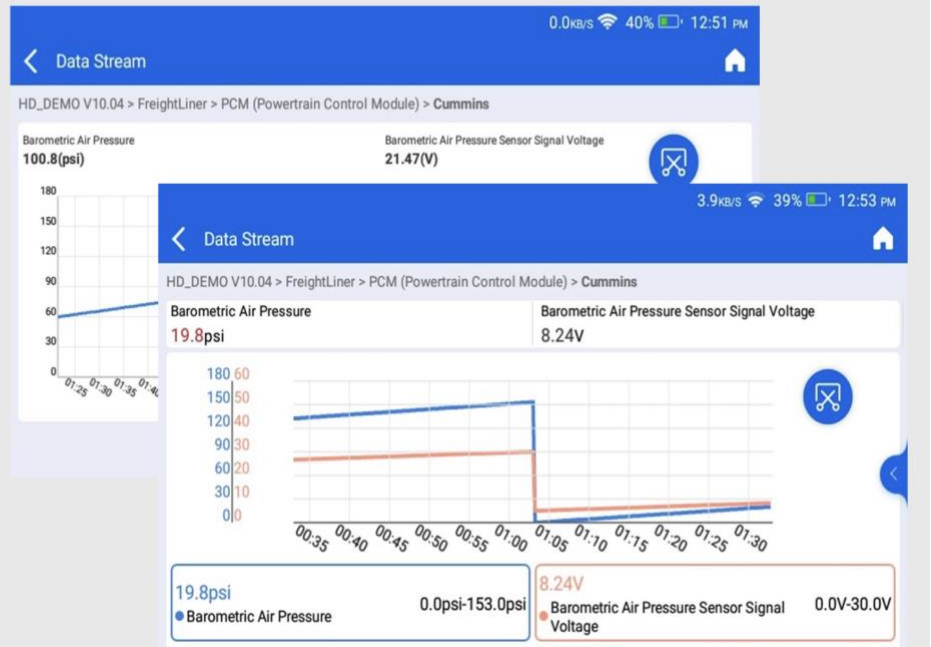 0.0KB/S 40% 12:51 PM
Data Stream
HD_DEMO V10.04 > FreightLiner > PCM (Powertrain Control Module) > Cummins
Barometric Air Pressure
100.8(psi)
Barometric Air Pressure Sensor Signal Voltage
21.47(V)
180
150
120
90
60
30
0
01:25 01:30 01:35
3.9KB/S 39% 12:53 PM
Data Stream
HD_DEMO V10.04 > FreightLiner > PCM (Powertrain Control Module) > Cummins
Barometric Air Pressure
19.8psi
Barometric Air Pressure Sensor Signal Voltage
8.24V
180 60
150 50
120 40
90 30
60 20
30 10
0 0
00:35 00:40 00:45 00:50 00:55 01:00 01:05 01:10 01:15 01:20 01:25 01:30
19.8psi
Barometric Air Pressure
0.0psi-153.0psi
8.24V
Barometric Air Pressure Sensor Signal
Voltage
0.0V-30.0V